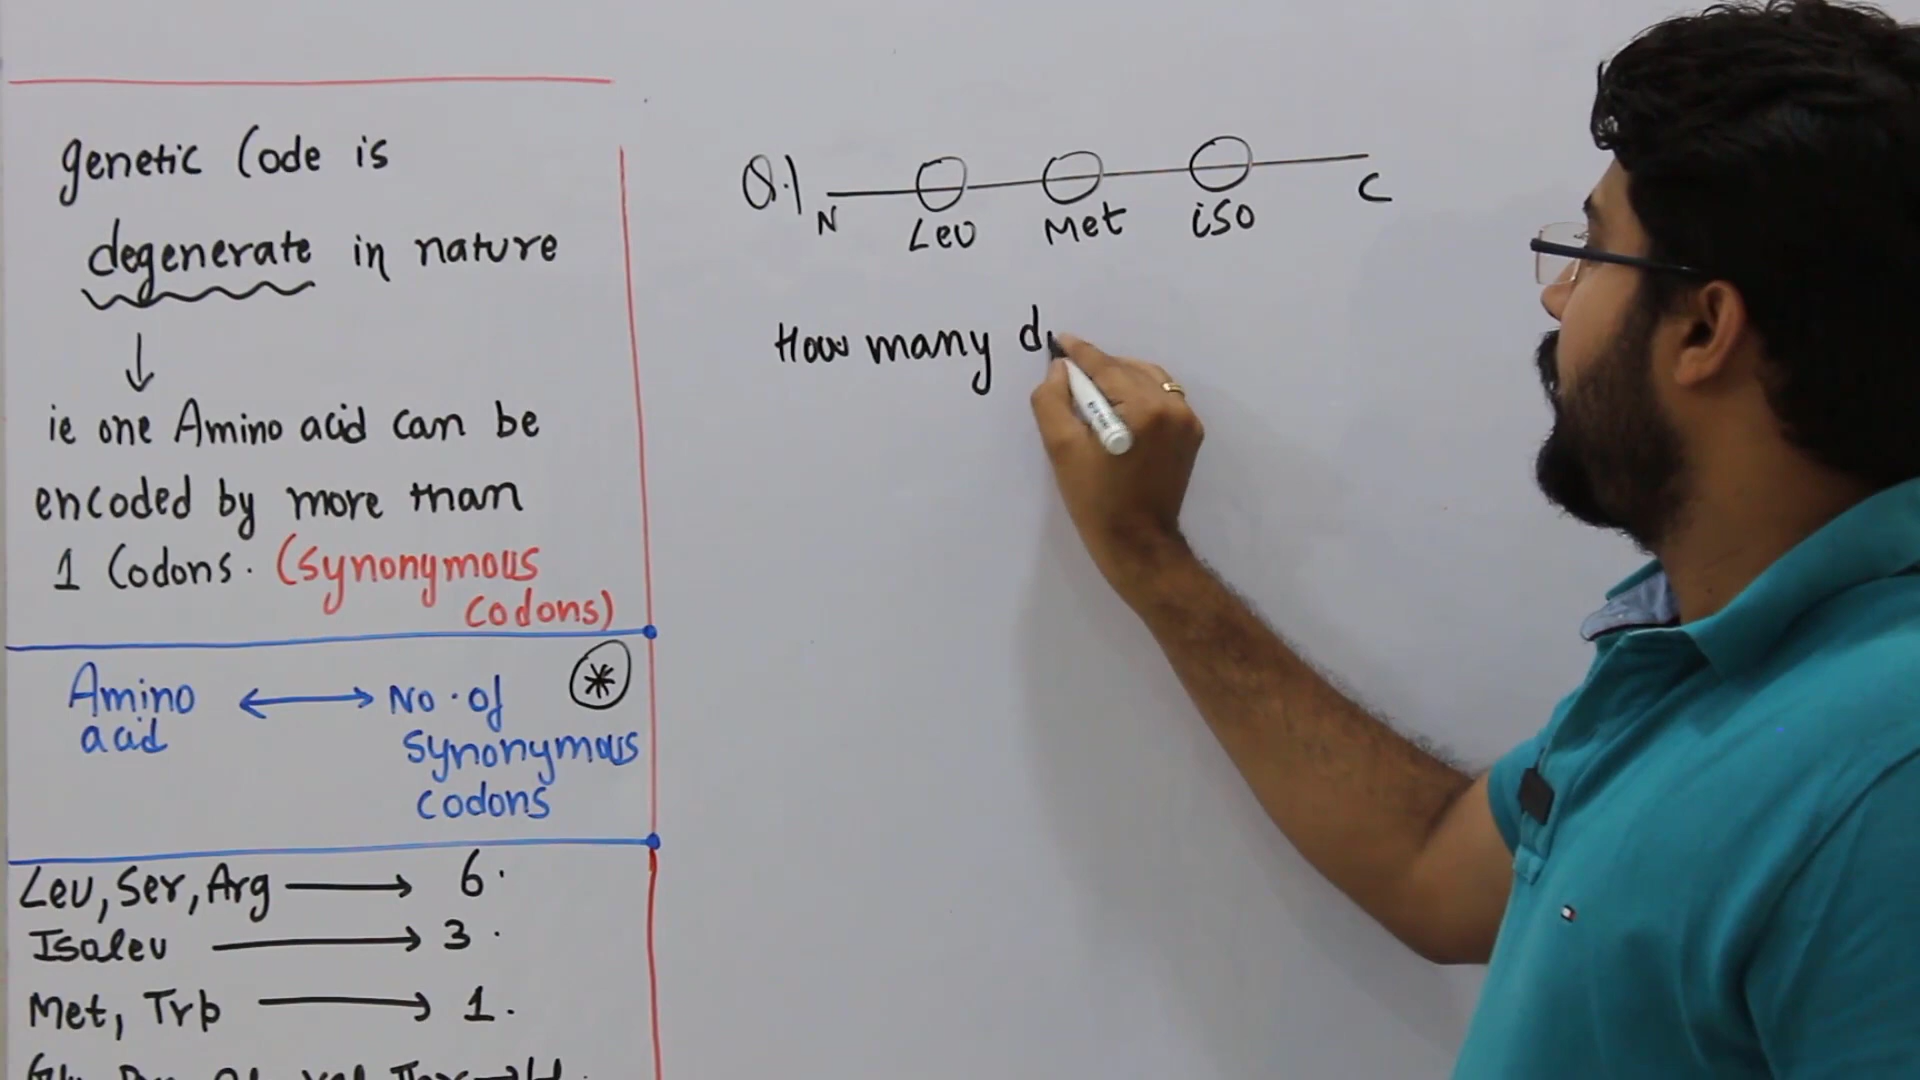 genetic Code is
degenerate in nature
ie one Amino acid can be
encoded by more than
1 Codons. (Synonymous
codons)
Amino acid ↔ No. of Synonymous codons
*
Leu, Ser, Arg → 6.
Isoleu → 3.
Met, Trp → 1.
Q.1
N Leu Met iso C
How many